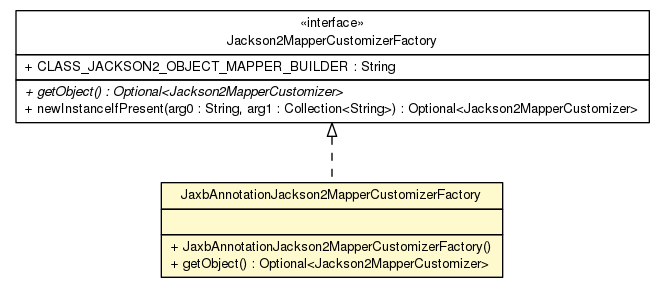 «interface»
Jackson2MapperCustomizerFactory
+ CLASS_JACKSON2_OBJECT_MAPPER_BUILDER : String
+ getObject() : Optional<Jackson2MapperCustomizer>
+ newInstanceIfPresent(arg0 : String, arg1 : Collection<String>) : Optional<Jackson2MapperCustomizer>
JaxbAnnotationJackson2MapperCustomizerFactory
+ JaxbAnnotationJackson2MapperCustomizerFactory()
+ getObject() : Optional<Jackson2MapperCustomizer>